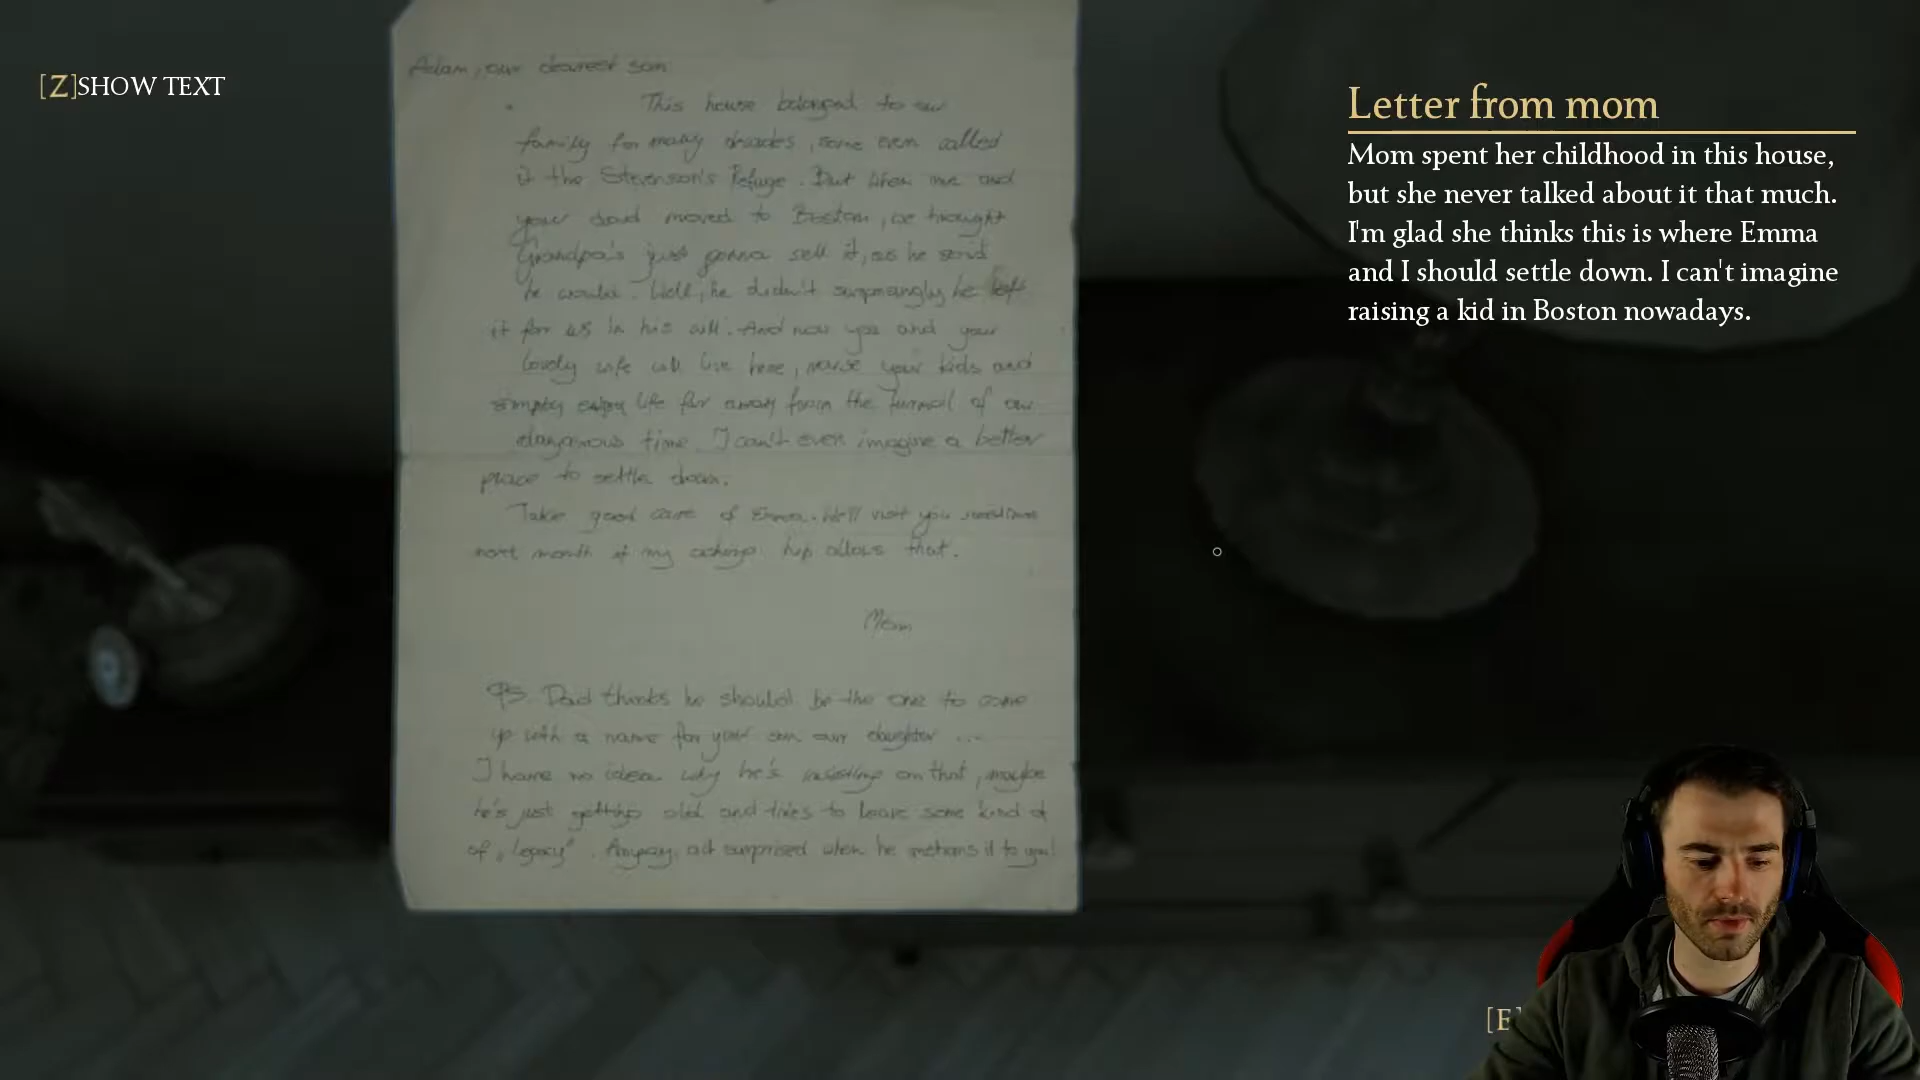 [Z]SHOW TEXT
Adam, our dearest son
This house belonged to our
family for many decades, some even called
it the Stevenson's Refuge. But when me and
your dad moved to Boston, we thought
Grandpa's just gonna sell it, as he said
he would. Well, he didn't surprisingly he left
it for us in his will. And now you and your
lovely wife will live here, raise your kids and
simply enjoy life far away from the turmoil of our
dangerous time. I can't even imagine a better
place to settle down.
Take good care of Emma. We'll visit you sometimes
next month if my aching hip allows that.
Mom
PS. Dad thinks he should be the one to come
up with a name for your son our daughter ...
I have no idea why he's insisting on that, maybe
he's just getting old and tries to leave some kind of
of "legacy". Anyway, act surprised when he mentions it to you!
Letter from mom
Mom spent her childhood in this house,
but she never talked about it that much.
I'm glad she thinks this is where Emma
and I should settle down. I can't imagine
raising a kid in Boston nowadays.
[E]